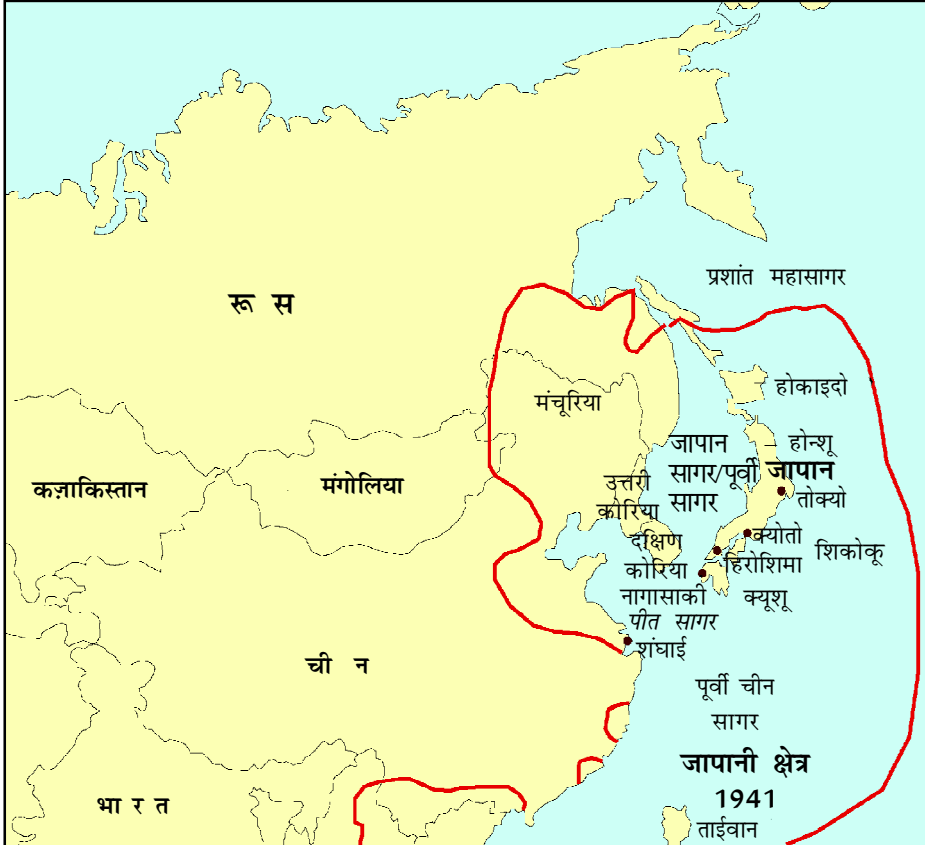 प्रशांत महासागर
रू स
होकाइदो
मंचूरिया
जापान
सागर/पूर्वी
सागर
होन्शू
जापान
तोक्यो
कज़ाकिस्तान
मंगोलिया
उत्तरी
कोरिया
दक्षिण
कोरिया
क्योतो
शिकोकू
हिरोशिमा
नागासाकी
क्यूशू
पीत सागर
शंघाई
ची न
पूर्वी चीन
सागर
जापानी क्षेत्र
1941
भा र त
ताईवान